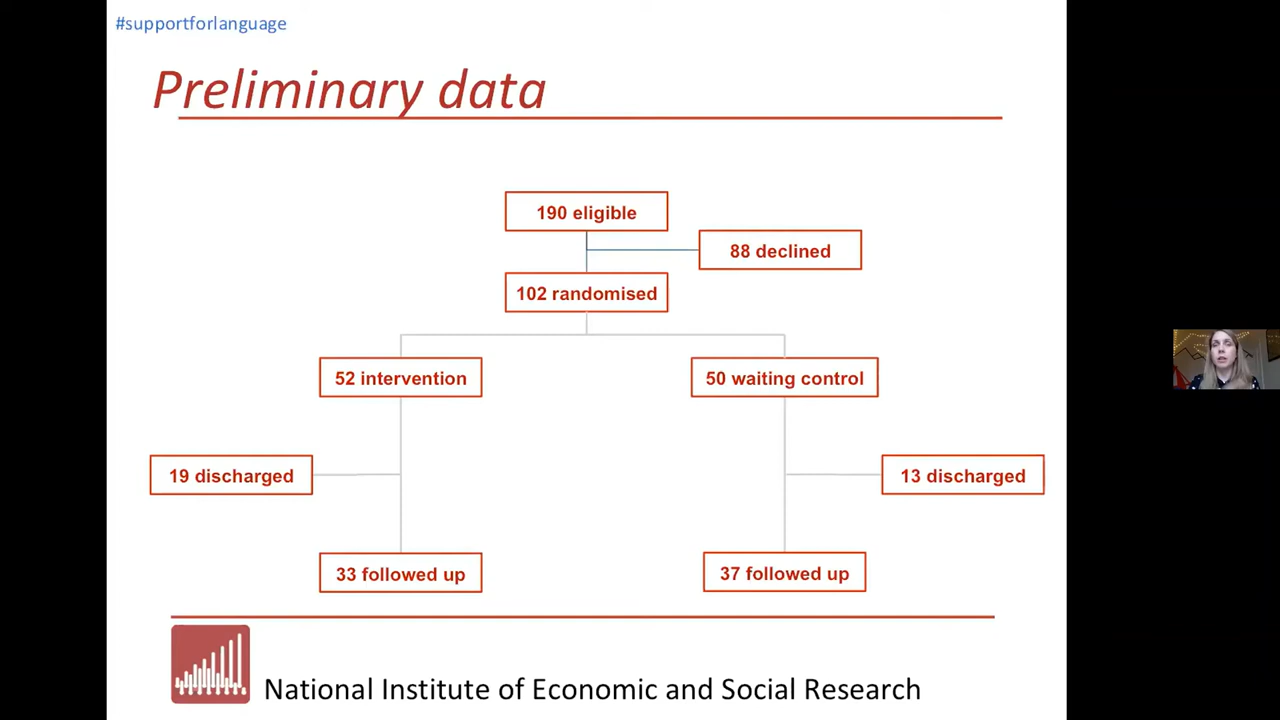 #supportforlanguage
Preliminary data
190 eligible
88 declined
102 randomised
52 intervention
50 waiting control
19 discharged
13 discharged
33 followed up
37 followed up
National Institute of Economic and Social Research